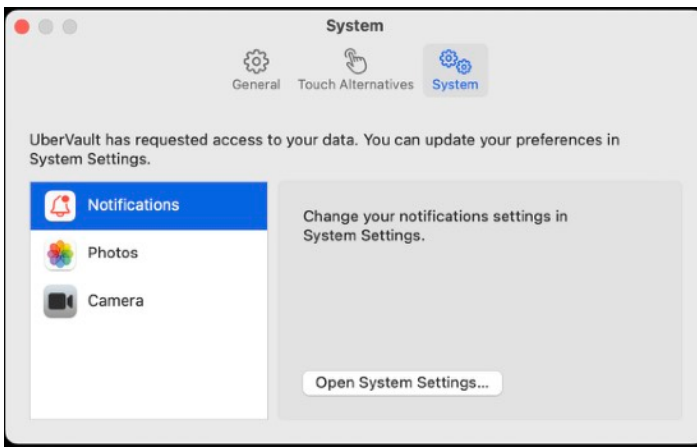 System
General
Touch Alternatives
System
UberVault has requested access to your data. You can update your preferences in
System Settings.
Notifications
Photos
Camera
Change your notifications settings in
System Settings.
Open System Settings...